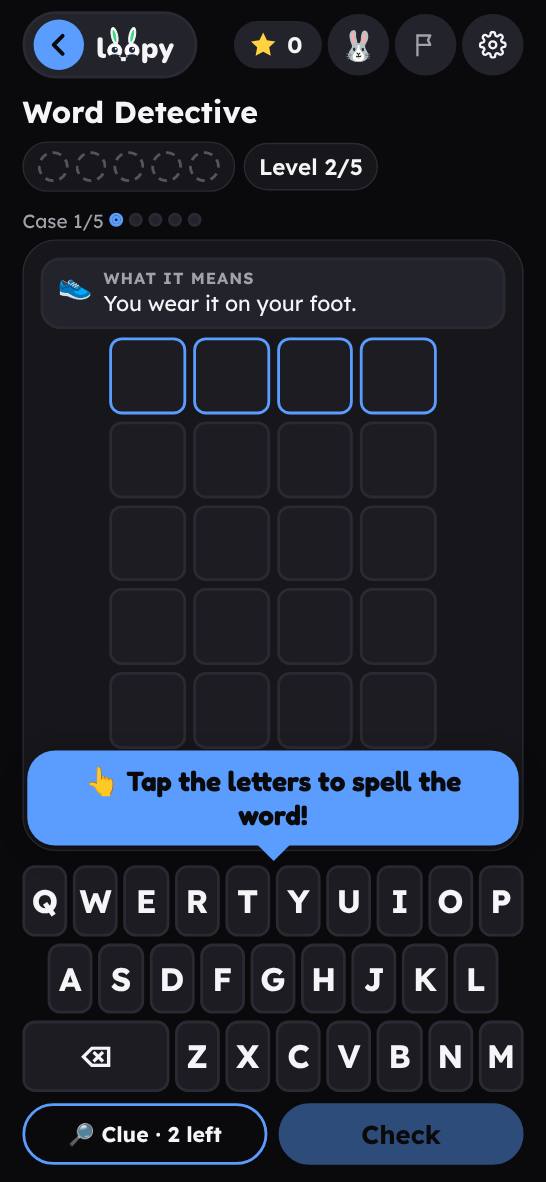 loopy
0
Word Detective
Level 2/5
Case 1/5
WHAT IT MEANS
You wear it on your foot.
👆 Tap the letters to spell the
word!
Q W E R T Y U I O P
A S D F G H J K L
Z X C V B N M
🔎 Clue · 2 left
Check